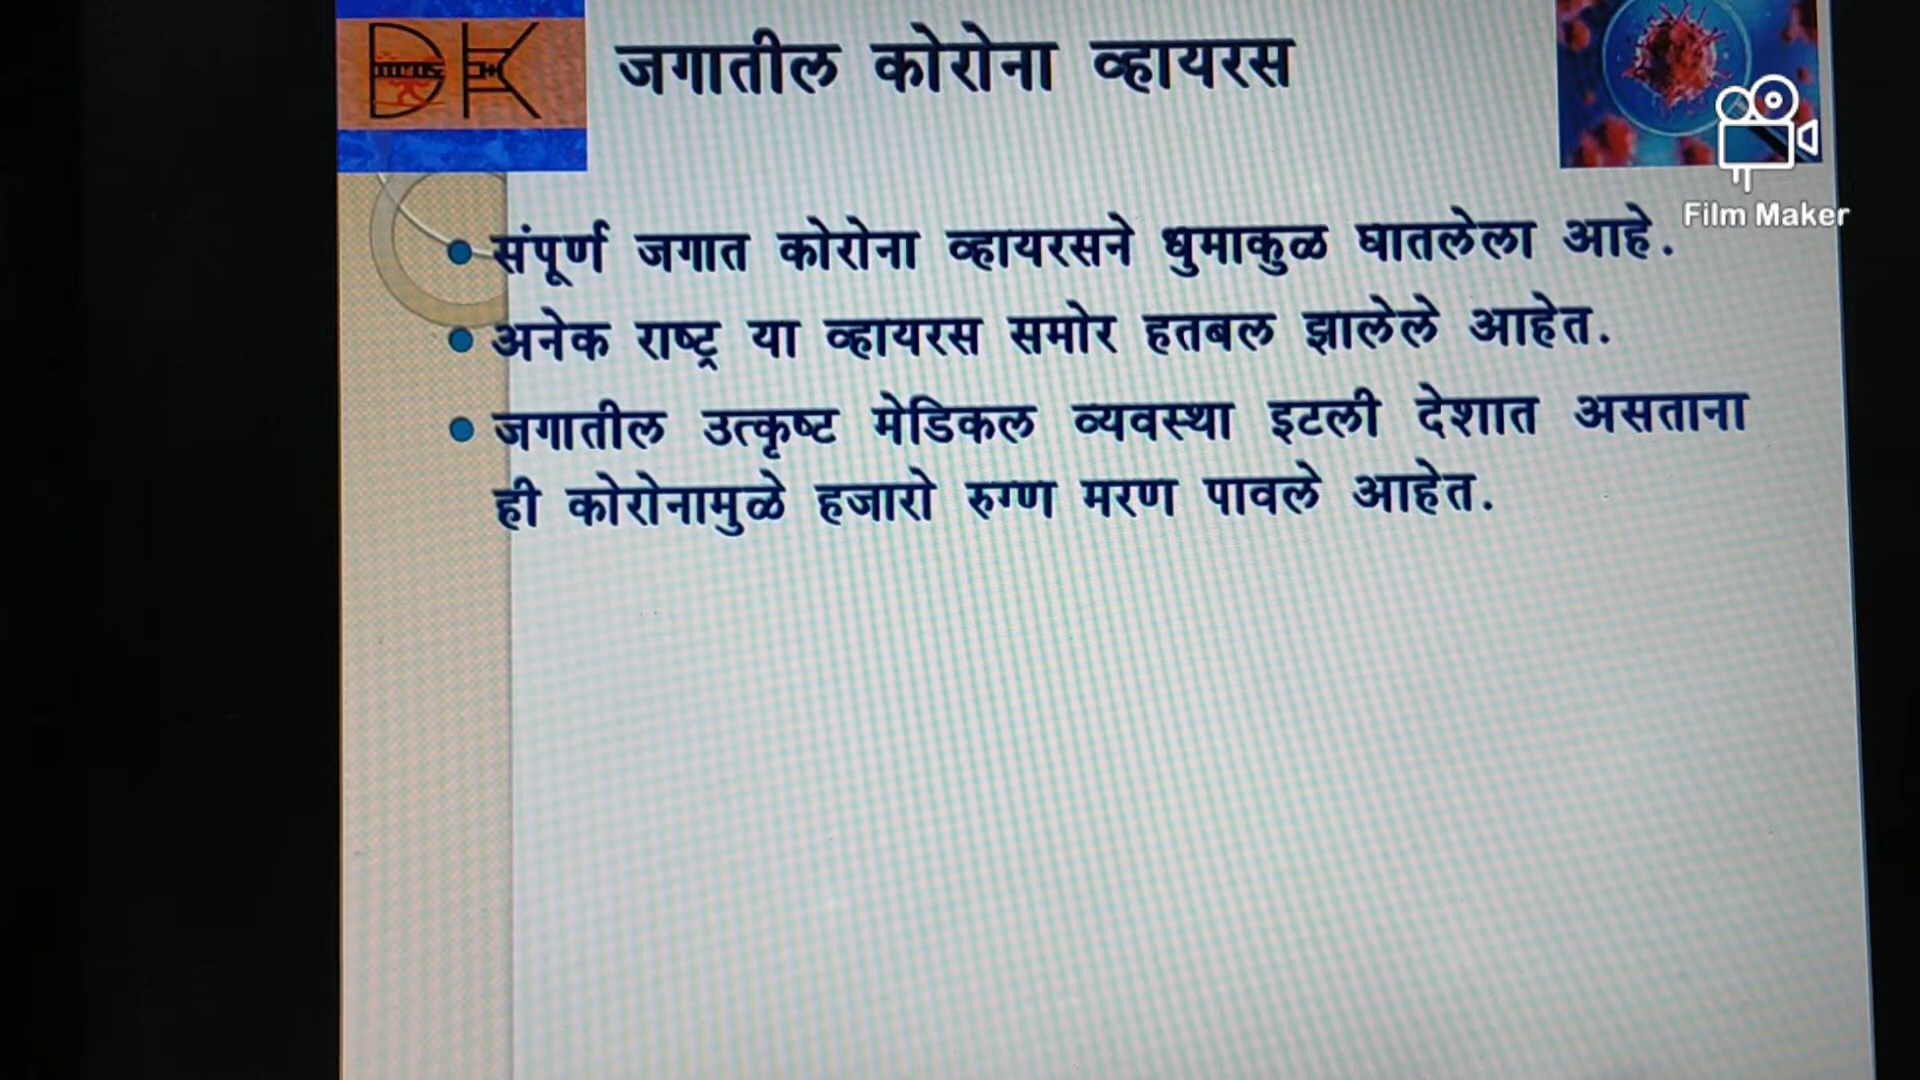 DK
जगातील कोरोना व्हायरस
Film Maker
संपूर्ण जगात कोरोना व्हायरसने धुमाकुळ घातलेला आहे.
अनेक राष्ट्र या व्हायरस समोर हतबल झालेले आहेत.
जगातील उत्कृष्ट मेडिकल व्यवस्था इटली देशात असताना
ही कोरोनामुळे हजारो रुग्ण मरण पावले आहेत.